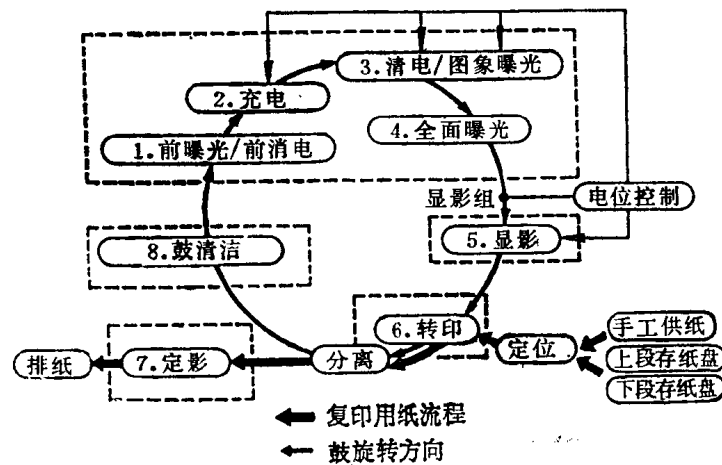 3.清电/图象曝光
2.充电
4.全面曝光
1.前曝光/前消电
显影组
电位控制
5.显影
8.鼓清洁
6.转印
手工供纸
定位
上段存纸盘
下段存纸盘
分离
7.定影
排纸
复印用纸流程
鼓旋转方向